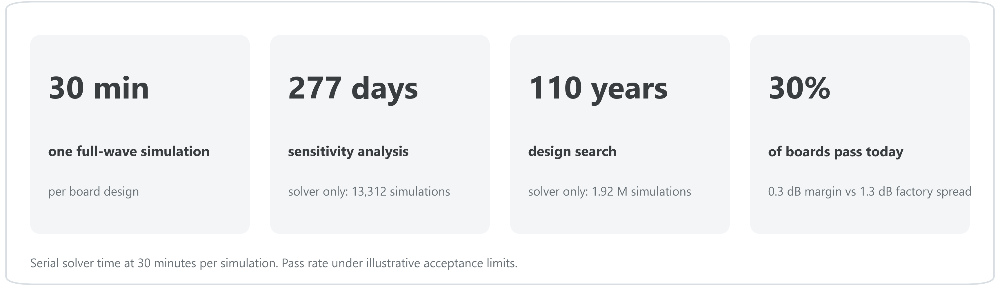 30 min
one full-wave simulation
per board design
277 days
sensitivity analysis
solver only: 13,312 simulations
110 years
design search
solver only: 1.92 M simulations
30%
of boards pass today
0.3 dB margin vs 1.3 dB factory spread
Serial solver time at 30 minutes per simulation. Pass rate under illustrative acceptance limits.